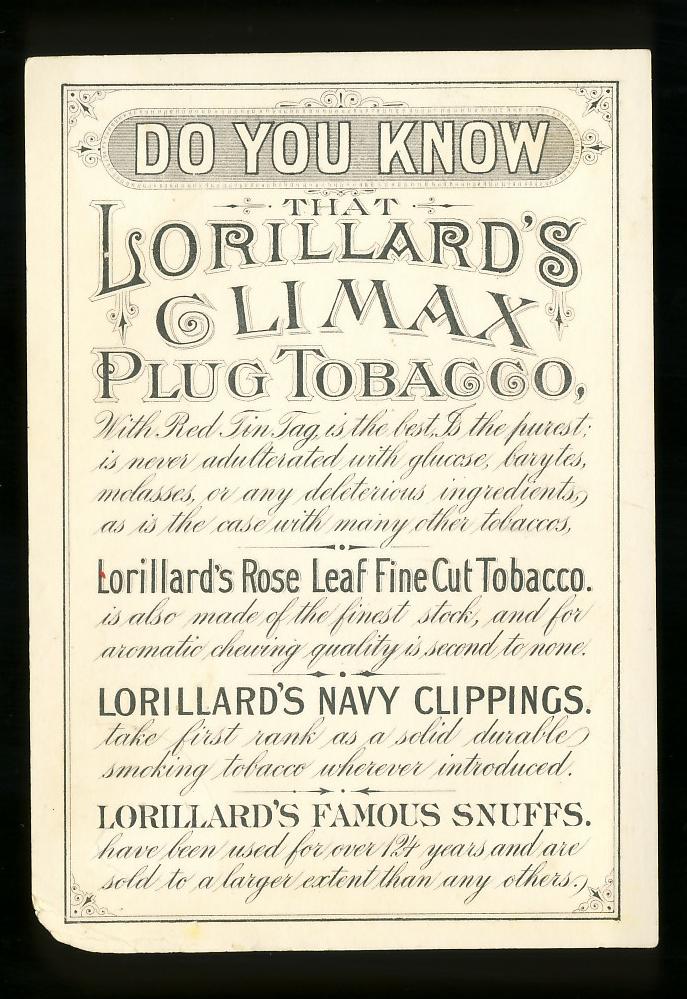 DO YOU KNOW
THAT
LORILLARD'S
CLIMAX
PLUG TOBACCO,
With Red Tin Tag, is the best, Is the purest;
is never adulterated with glucose, barytes,
molasses, or any deleterious ingredients,
as is the case with many other tobaccos,
Lorillard's Rose Leaf Fine Cut Tobacco.
is also made of the finest stock, and for
aromatic chewing quality is second to none.
LORILLARD'S NAVY CLIPPINGS.
take first rank as a solid durable
smoking tobacco wherever introduced.
LORILLARD'S FAMOUS SNUFFS.
have been used for over 124 years and are
sold to a larger extent than any others.